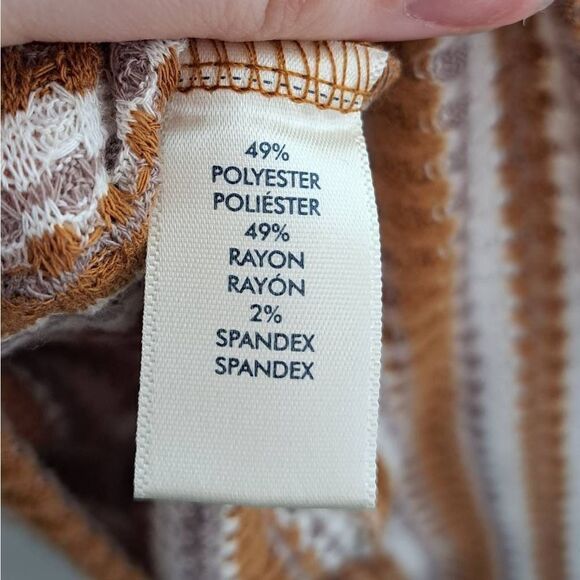 49%
POLYESTER
POLIÉSTER
49%
RAYON
RAYÓN
2%
SPANDEX
SPANDEX